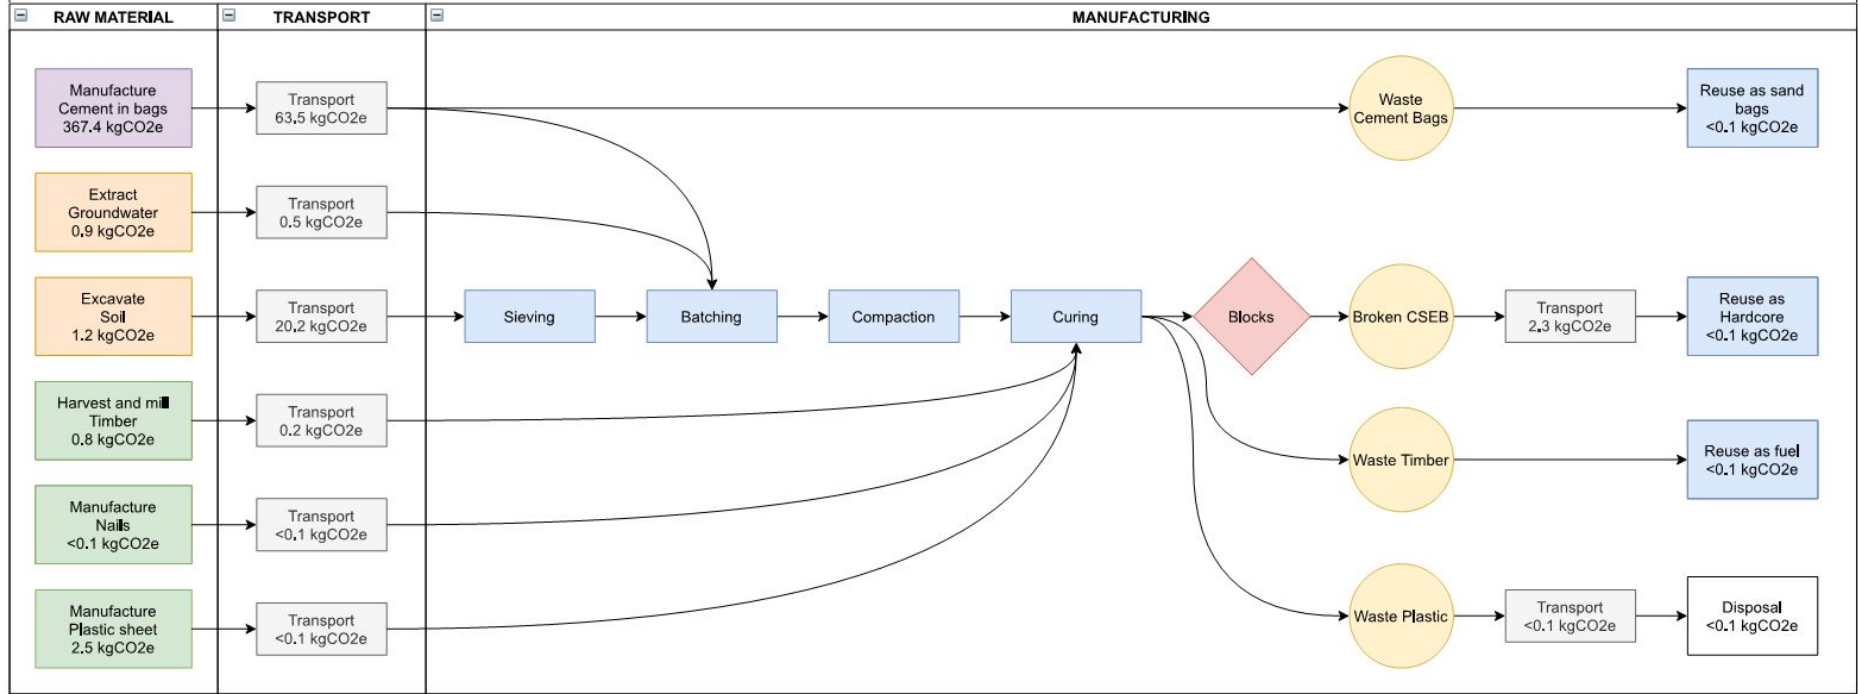 RAW MATERIAL
TRANSPORT
MANUFACTURING
Manufacture
Cement in bags
367.4 kgCO2e
Transport
63.5 kgCO2e
Waste
Cement Bags
Reuse as sand
bags
<0.1 kgCO2e
Extract
Groundwater
0.9 kgCO2e
Transport
0.5 kgCO2e
Excavate
Soil
1.2 kgCO2e
Transport
20.2 kgCO2e
Sieving
Batching
Compaction
Curing
Blocks
Broken CSEB
Transport
2.3 kgCO2e
Reuse as
Hardcore
<0.1 kgCO2e
Harvest and mill
Timber
0.8 kgCO2e
Transport
0.2 kgCO2e
Waste Timber
Reuse as fuel
<0.1 kgCO2e
Manufacture
Nails
<0.1 kgCO2e
Transport
<0.1 kgCO2e
Manufacture
Plastic sheet
2.5 kgCO2e
Transport
<0.1 kgCO2e
Waste Plastic
Transport
<0.1 kgCO2e
Disposal
<0.1 kgCO2e